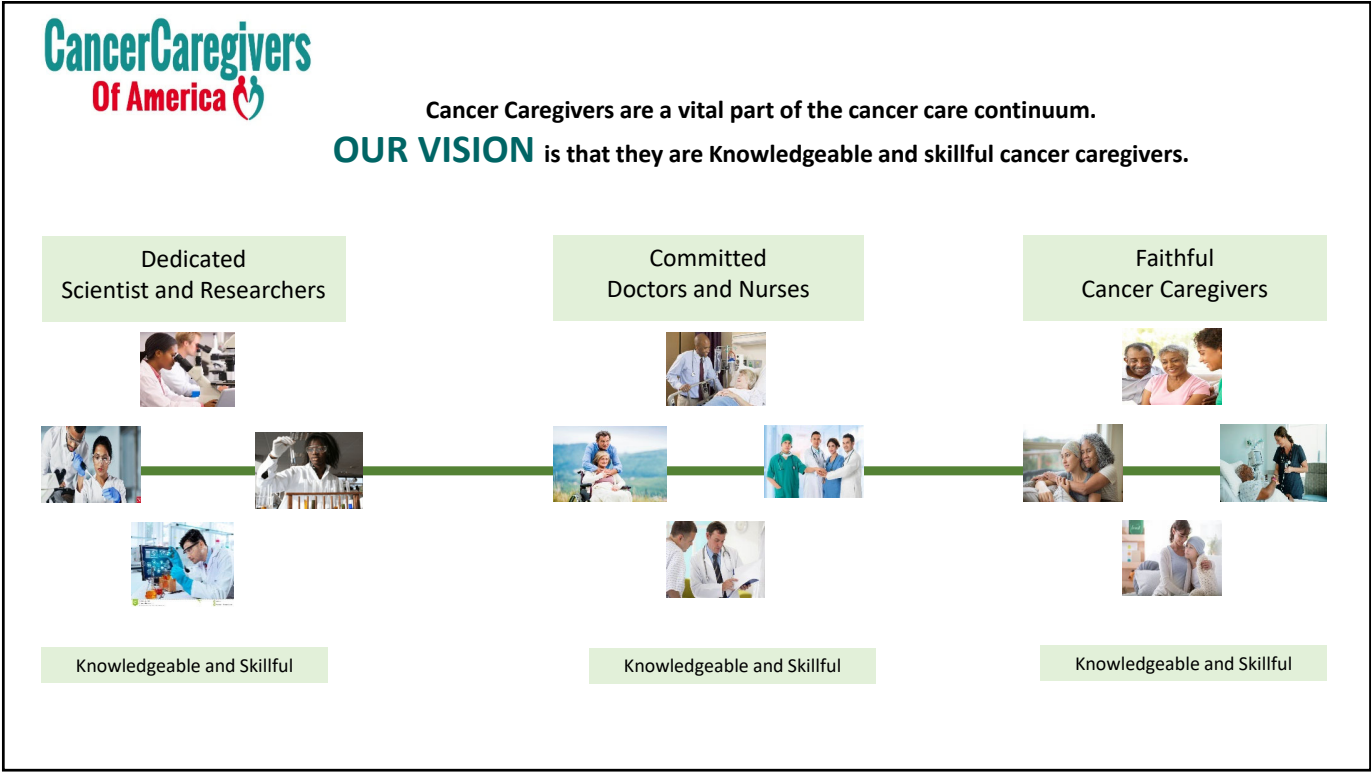 CancerCaregivers
Of America
Cancer Caregivers are a vital part of the cancer care continuum.
OUR VISION is that they are Knowledgeable and skillful cancer caregivers.
Dedicated
Scientist and Researchers
Committed
Doctors and Nurses
Faithful
Cancer Caregivers
Knowledgeable and Skillful
Knowledgeable and Skillful
Knowledgeable and Skillful